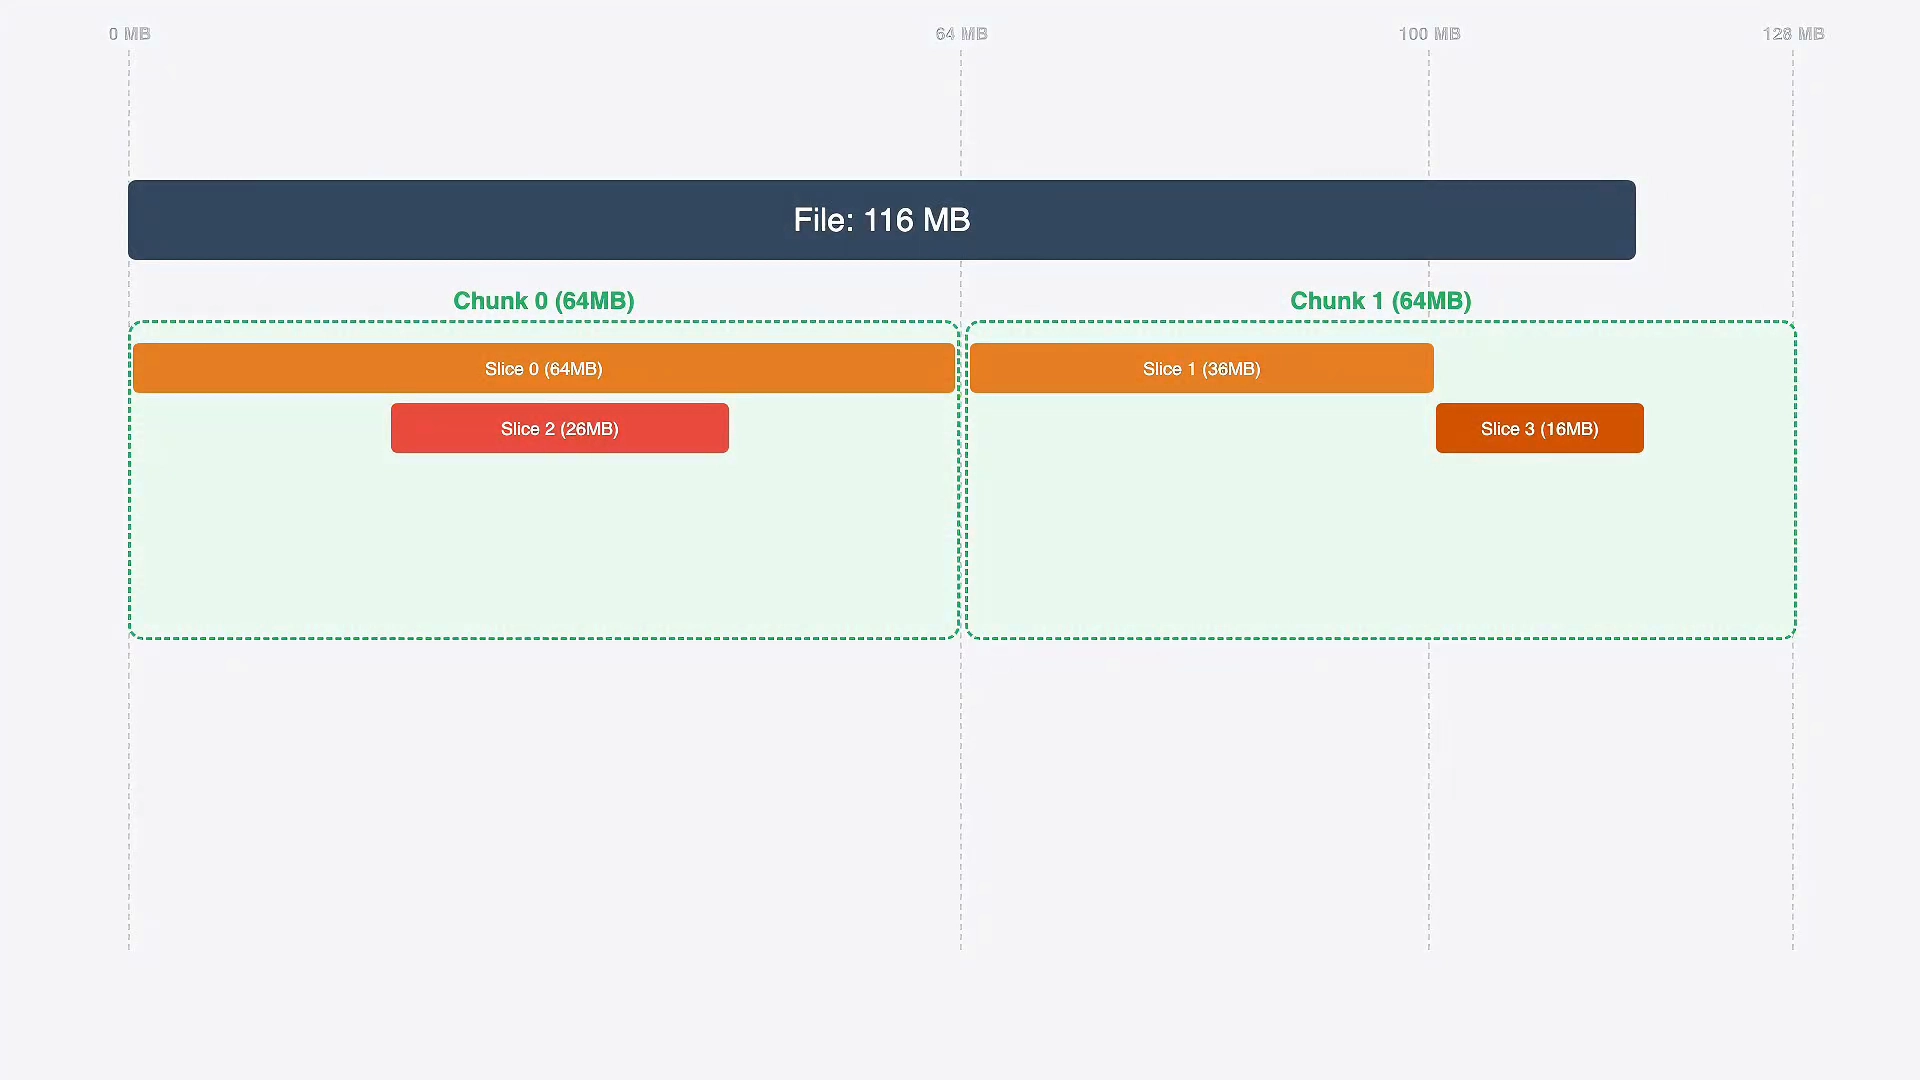 0 MB
64 MB
100 MB
128 MB
File: 116 MB
Chunk 0 (64MB)
Chunk 1 (64MB)
Slice 0 (64MB)
Slice 1 (36MB)
Slice 2 (26MB)
Slice 3 (16MB)